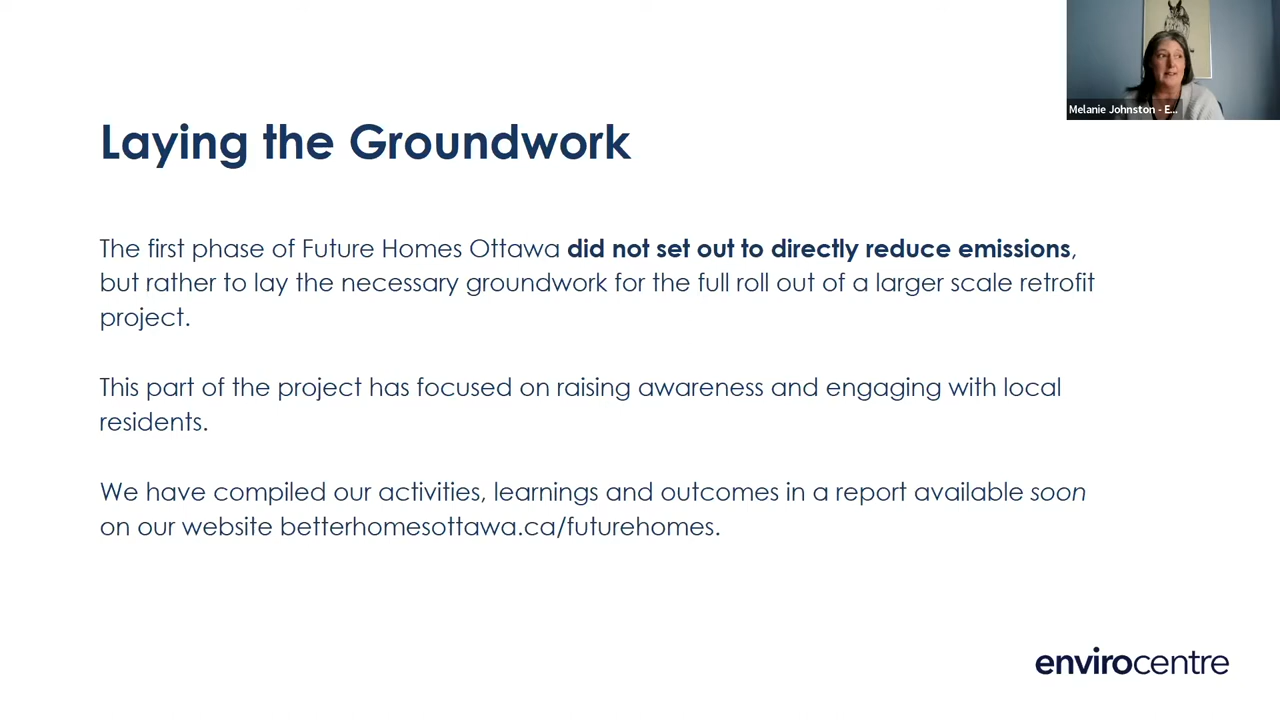 Melanie Johnston - E...
Laying the Groundwork
The first phase of Future Homes Ottawa did not set out to directly reduce emissions,
but rather to lay the necessary groundwork for the full roll out of a larger scale retrofit
project.
This part of the project has focused on raising awareness and engaging with local
residents.
We have compiled our activities, learnings and outcomes in a report available soon
on our website betterhomesottawa.ca/futurehomes.
envirocentre